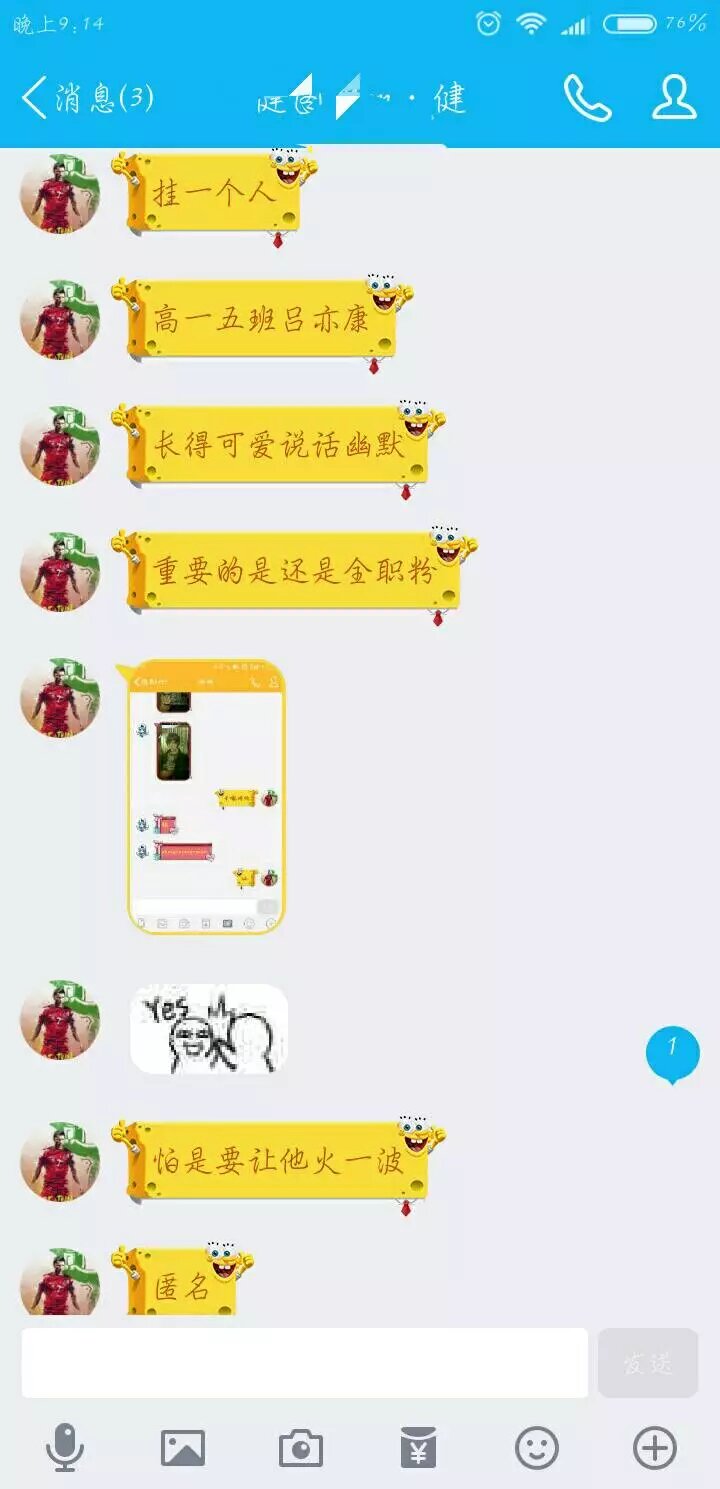 晚上9:14
76%
消息(3)
健
挂一个人
高一五班吕亦康
长得可爱说话幽默
重要的是还是全职粉
Yes
1
怕是要让他火一波
匿名
发送